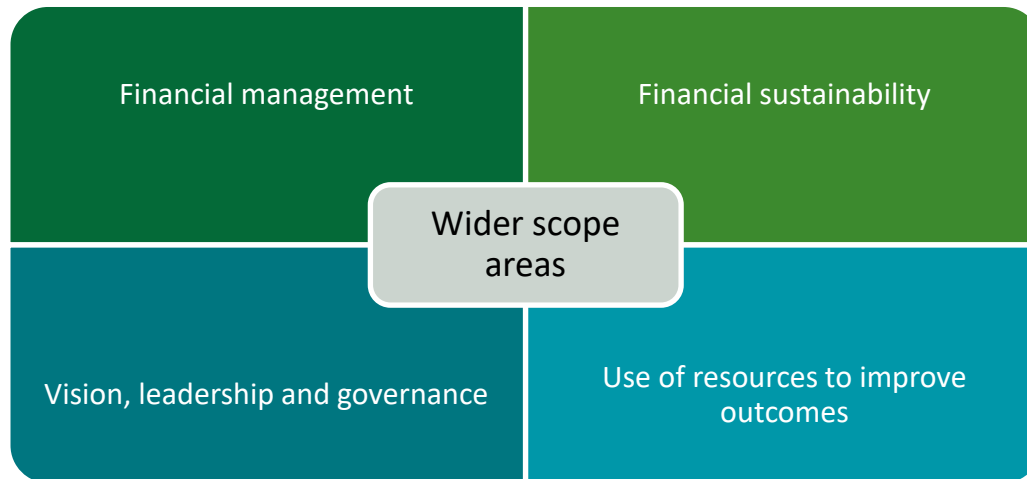 Financial management
Financial sustainability
Wider scope
areas
Vision, leadership and governance
Use of resources to improve
outcomes